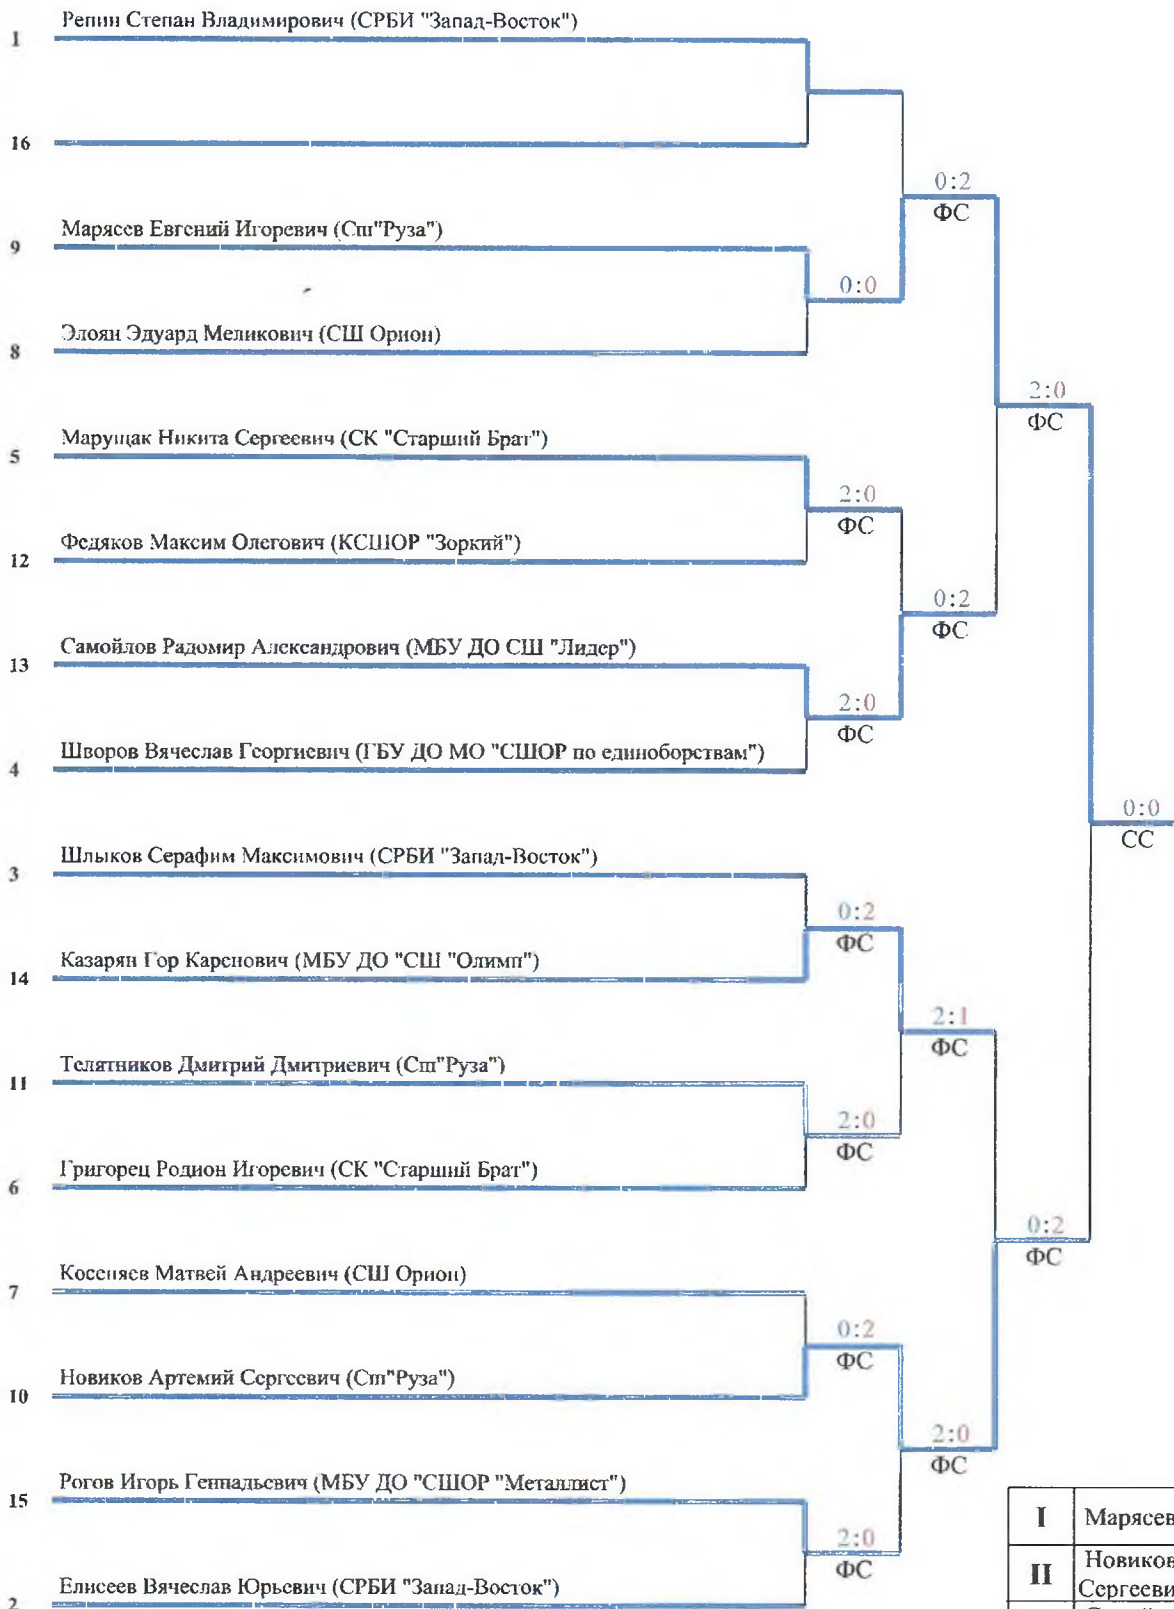 Репин Степан Владимирович (СРБИ "Запад-Восток")
1
16
0:2
ФС
Марясев Евгений Игоревич (Сш"Руза")
9
0:0
Элоян Эдуард Меликович (СШ Орион)
8
2:0
ФС
Марущак Никита Сергеевич (СК "Старший Брат")
5
2:0
ФС
Федяков Максим Олегович (КСШОР "Зоркий")
12
0:2
ФС
Самойлов Радомир Александрович (МБУ ДО СШ "Лидер")
13
2:0
ФС
Шворов Вячеслав Георгиевич (ГБУ ДО МО "СШОР по единоборствам")
4
0:0
СС
Шлыков Серафим Максимович (СРБИ "Запад-Восток")
3
0:2
ФС
Казарян Гор Каренович (МБУ ДО "СШ "Олимп")
14
2:1
ФС
Телятников Дмитрий Дмитриевич (Сш"Руза")
11
2:0
ФС
Григорец Родион Игоревич (СК "Старший Брат")
6
0:2
ФС
Косеняев Матвей Андреевич (СШ Орион)
7
0:2
ФС
Новиков Артемий Сергеевич (Сш"Руза")
10
2:0
ФС
Рогов Игорь Геннадьевич (МБУ ДО "СШОР "Металлист")
15
2:0
ФС
Елисеев Вячеслав Юрьевич (СРБИ "Запад-Восток")
2
I Марясев
II Новиков
Сергееви